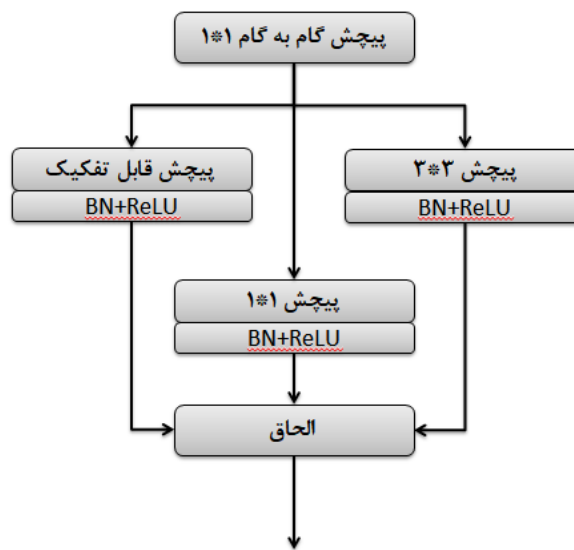 پیچش گام به گام ۱*۱
پیچش قابل تفکیک
BN+ReLU
پیچش ۳*۳
BN+ReLU
پیچش ۱*۱
BN+ReLU
الحاق